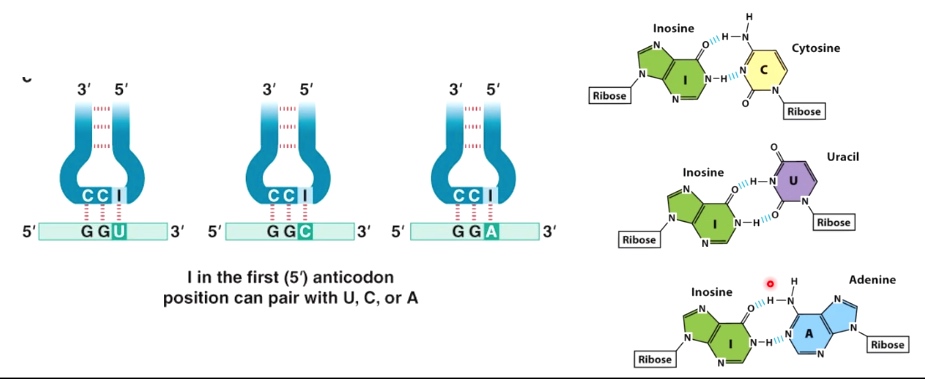 3′ 5′
3′ 5′
3′ 5′
C C I
C C I
C C I
5′ G G U 3′
5′ G G C 3′
5′ G G A 3′
I in the first (5′) anticodon
position can pair with U, C, or A
Inosine
Cytosine
N
O
H
H
N
I
N
N
H
N
C
N
O
N
Ribose
Ribose
Inosine
Uracil
N
O
O
H
N
U
I
N
N
H
O
N
N
Ribose
Ribose
Inosine
Adenine
N
O
H
H
N
N
I
N
N
H
N
A
N
N
N
Ribose
Ribose